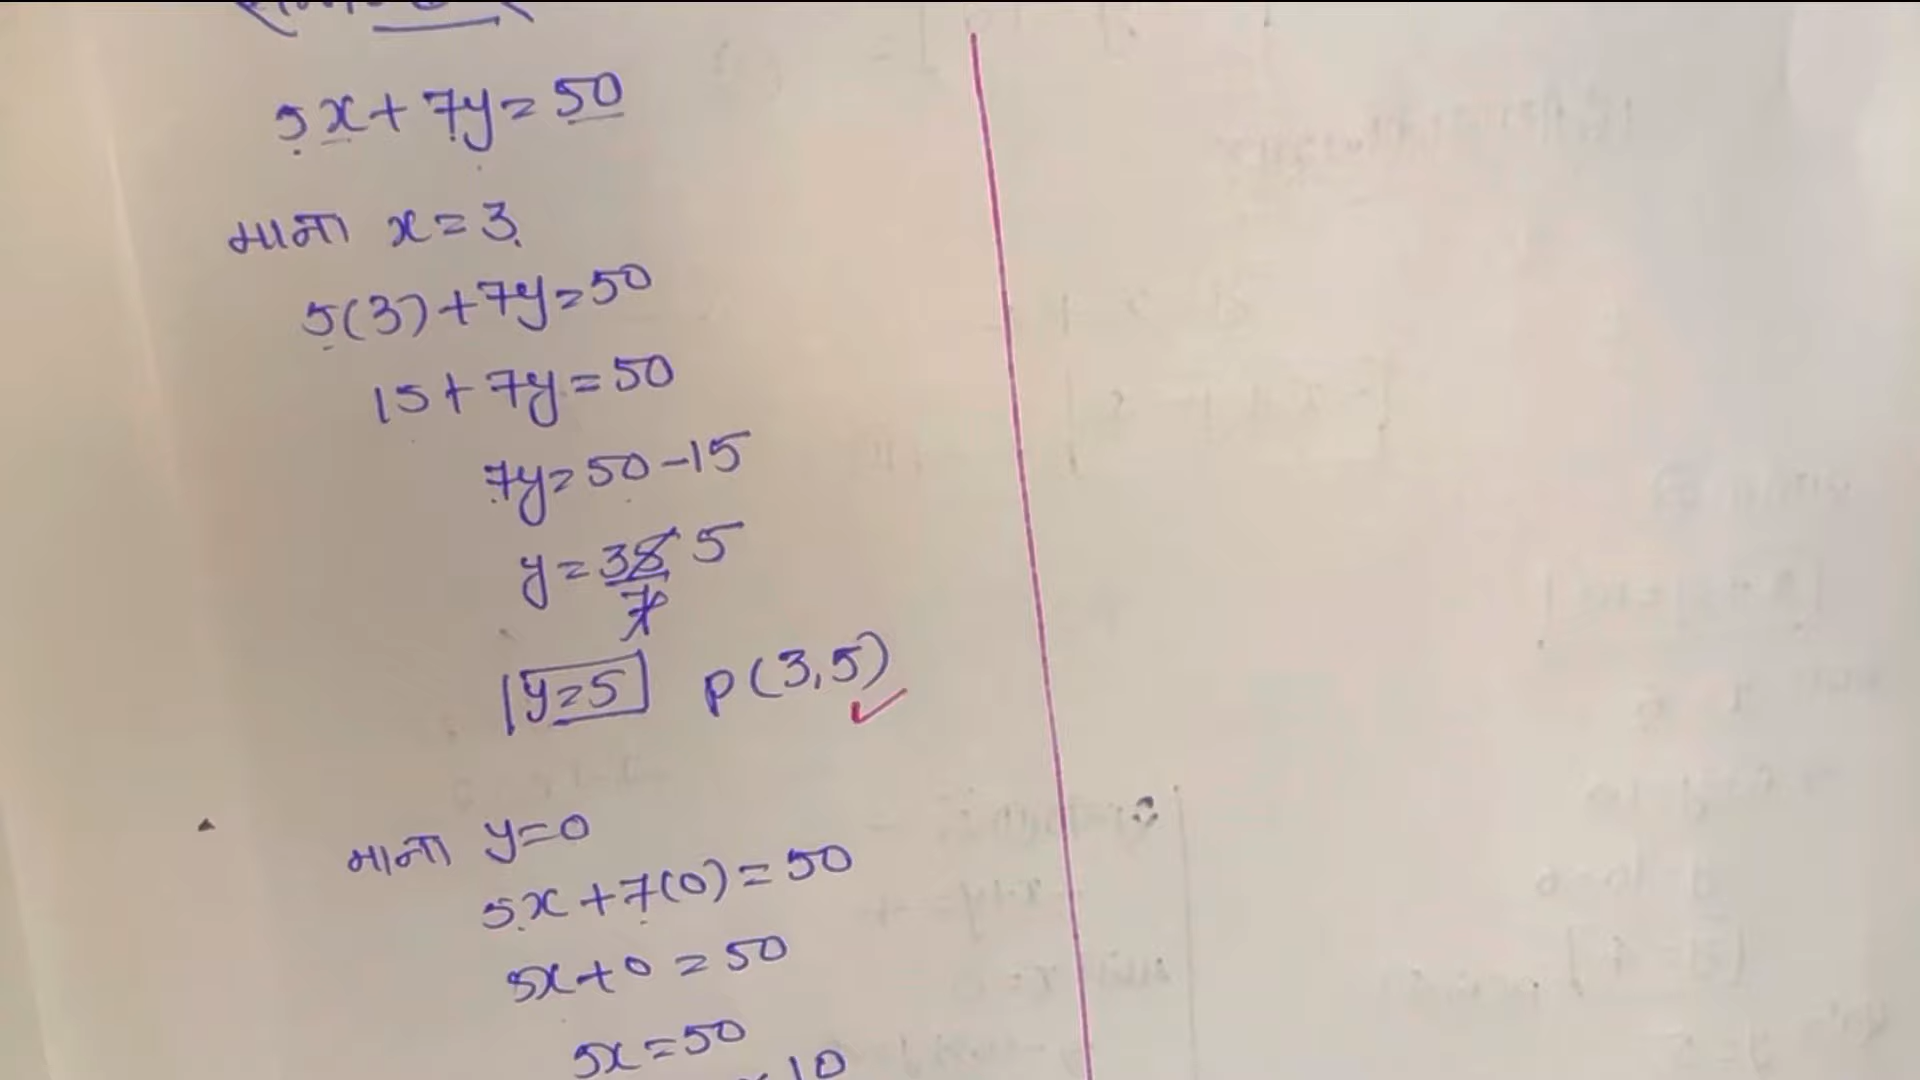 5x + 7y = 50
माना x = 3
5(3) + 7y = 50
15 + 7y = 50
7y = 50 - 15
y = 35/7 5
y = 5 P(3,5)
माना y = 0
5x + 7(0) = 50
5x + 0 = 50
5x = 50
10